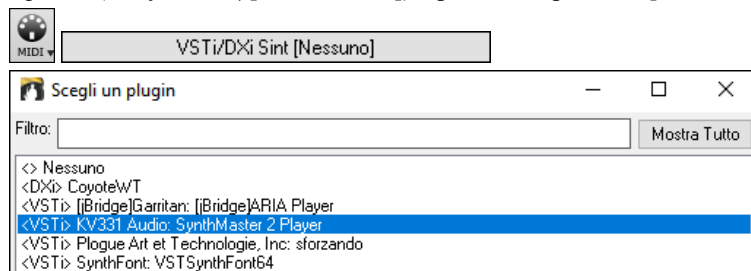 MIDI
VSTi/DXi Sint [Nessuno]
Scegli un plugin
Filtro:
Mostra Tutto
<> Nessuno
<DXi> CoyoteWT
<VSTi> [jBridge]Garritan: [jBridge]ARIA Player
<VSTi> KV331 Audio: SynthMaster 2 Player
<VSTi> Plogue Art et Technologie, Inc: sforzando
<VSTi> SynthFont: VSTSynthFont64